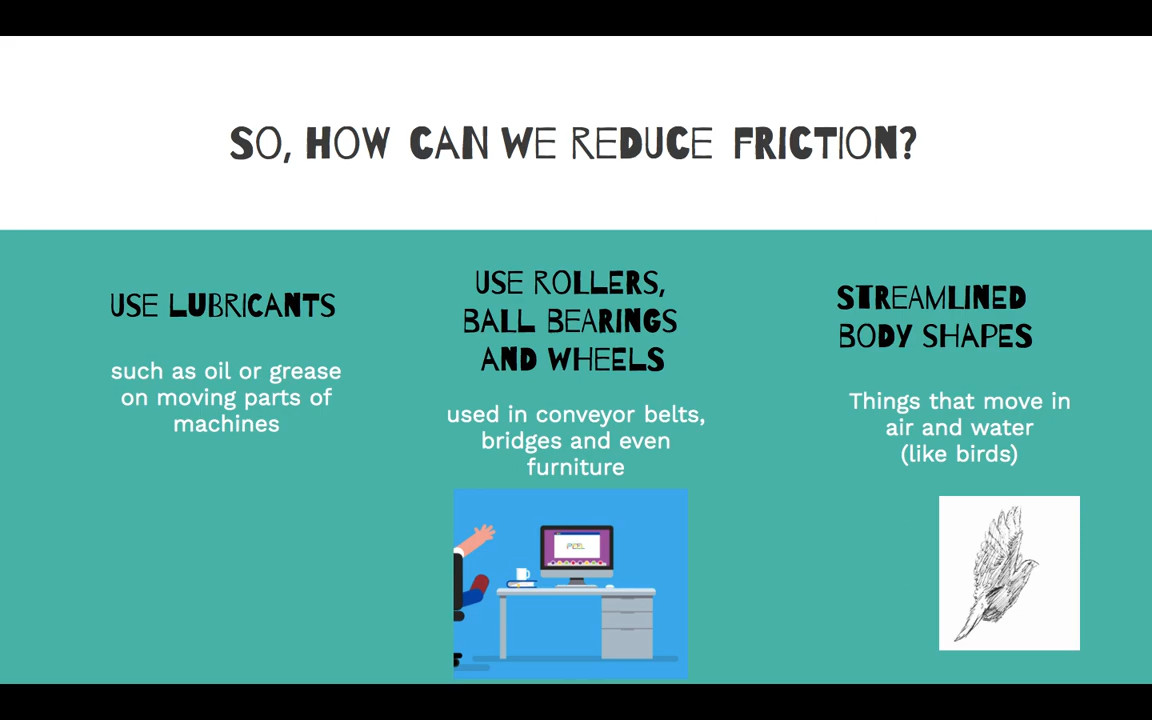 SO, HOW CAN WE REDUCE FRICTION?
USE LUBRICANTS
such as oil or grease
on moving parts of
machines
USE ROLLERS,
BALL BEARINGS
AND WHEELS
used in conveyor belts,
bridges and even
furniture
STREAMLINED
BODY SHAPES
Things that move in
air and water
(like birds)